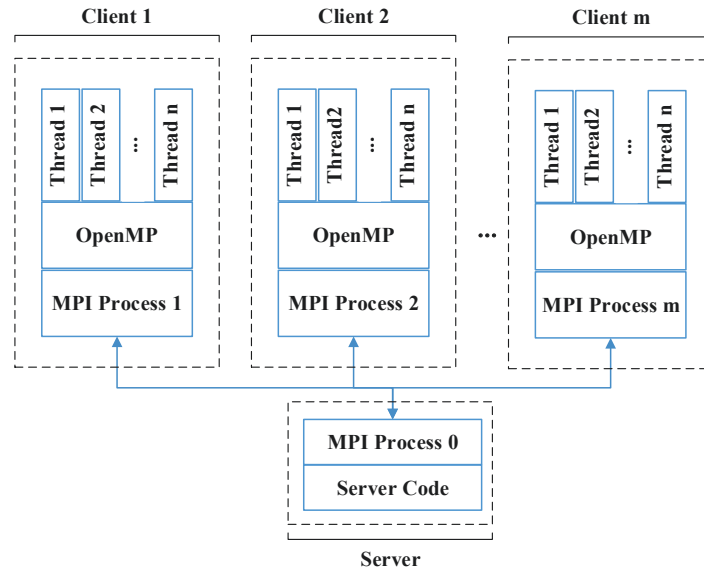 Client 1
Client 2
Client m
Thread 1
Thread 2
...
Thread n
Thread 1
Thread2
...
Thread n
Thread 1
Thread2
...
Thread n
OpenMP
OpenMP
...
OpenMP
MPI Process 1
MPI Process 2
MPI Process m
MPI Process 0
Server Code
Server